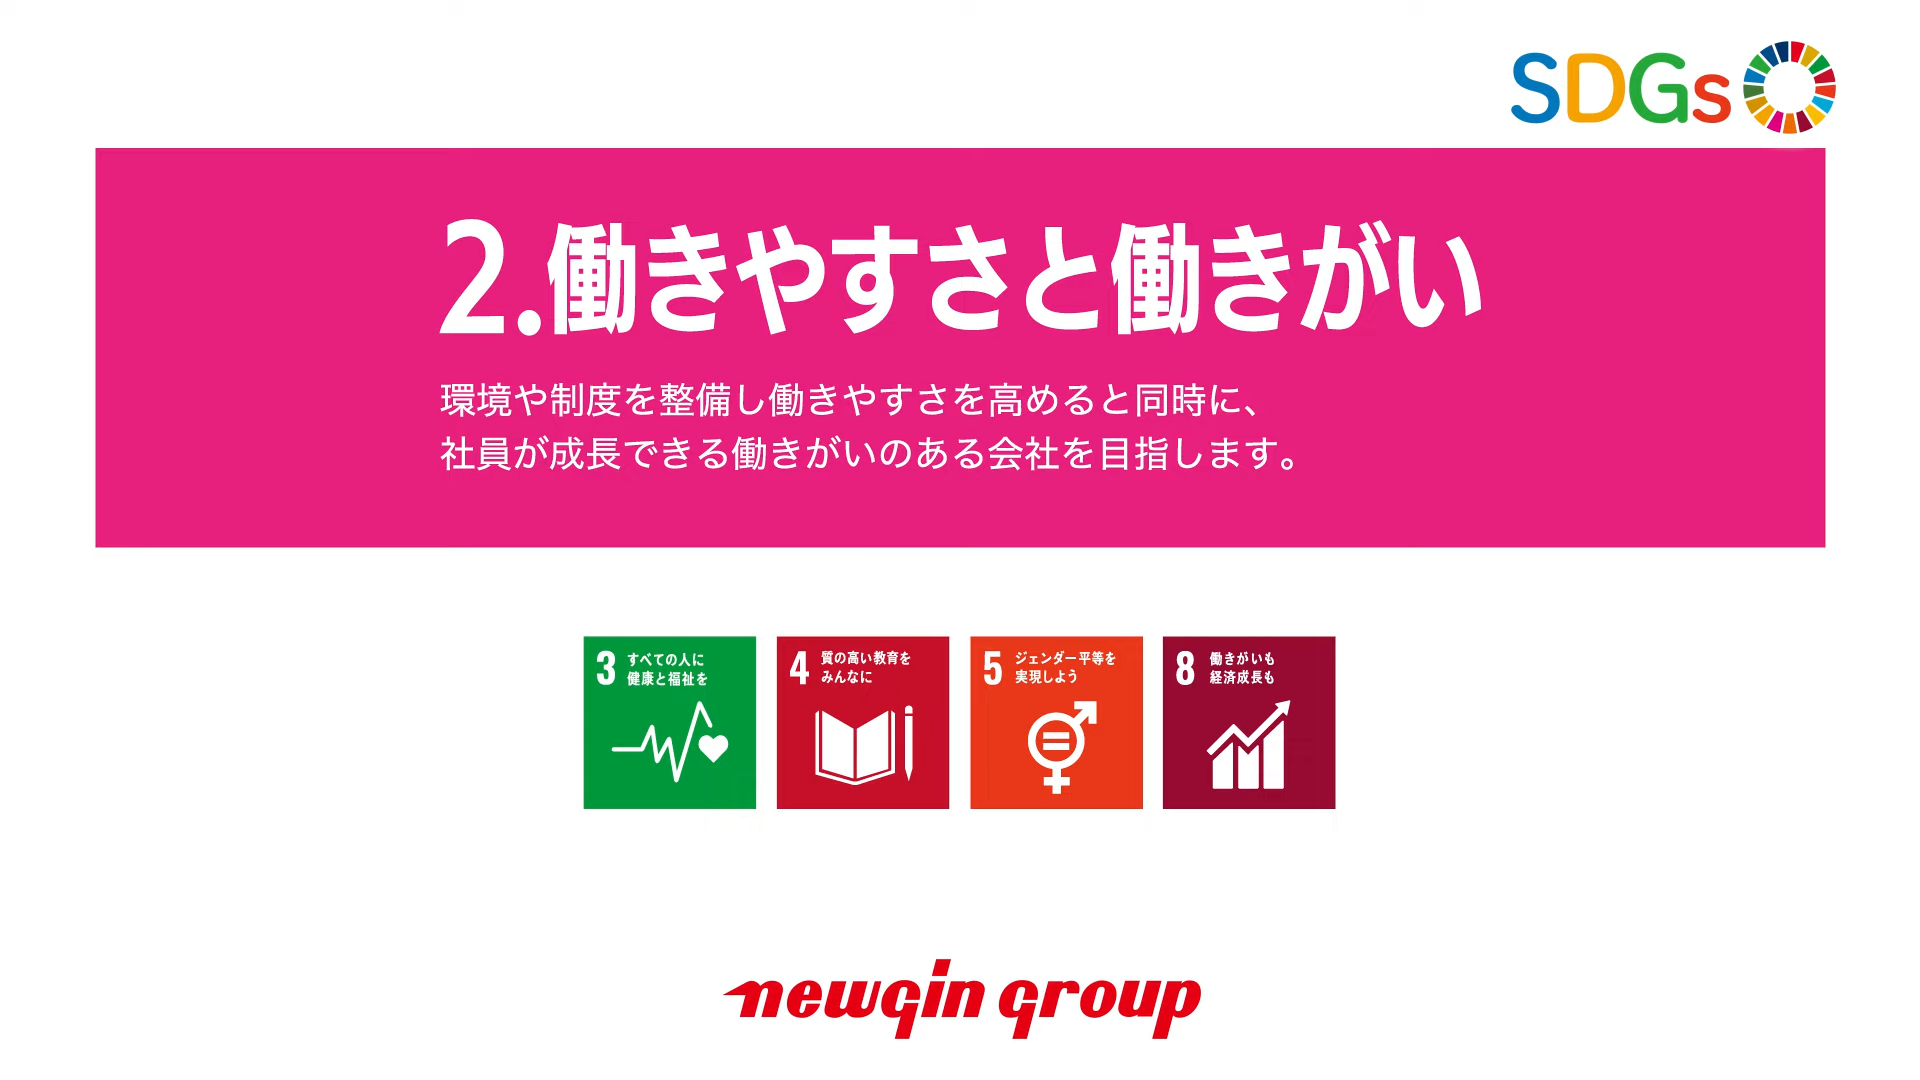 SDGs
2.働きやすさと働きがい
環境や制度を整備し働きやすさを高めると同時に、
社員が成長できる働きがいのある会社を目指します。
3 すべての人に
健康と福祉を
4 質の高い教育を
みんなに
5 ジェンダー平等を
実現しよう
8 働きがいも
経済成長も
newgin group